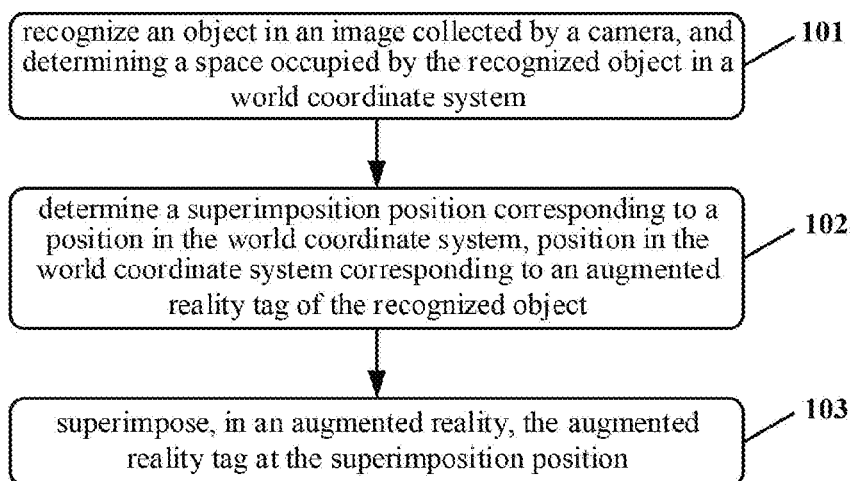 recognize an object in an image collected by a camera, and
101
determining a space occupied by the recognized object in a
world coordinate system
determine a superimposition position corresponding to a
position in the world coordinate system, position in the
102
world coordinate system corresponding to an augmented
reality tag of the recognized object
superimpose, in an augmented reality, the augmented
103
reality tag at the superimposition position